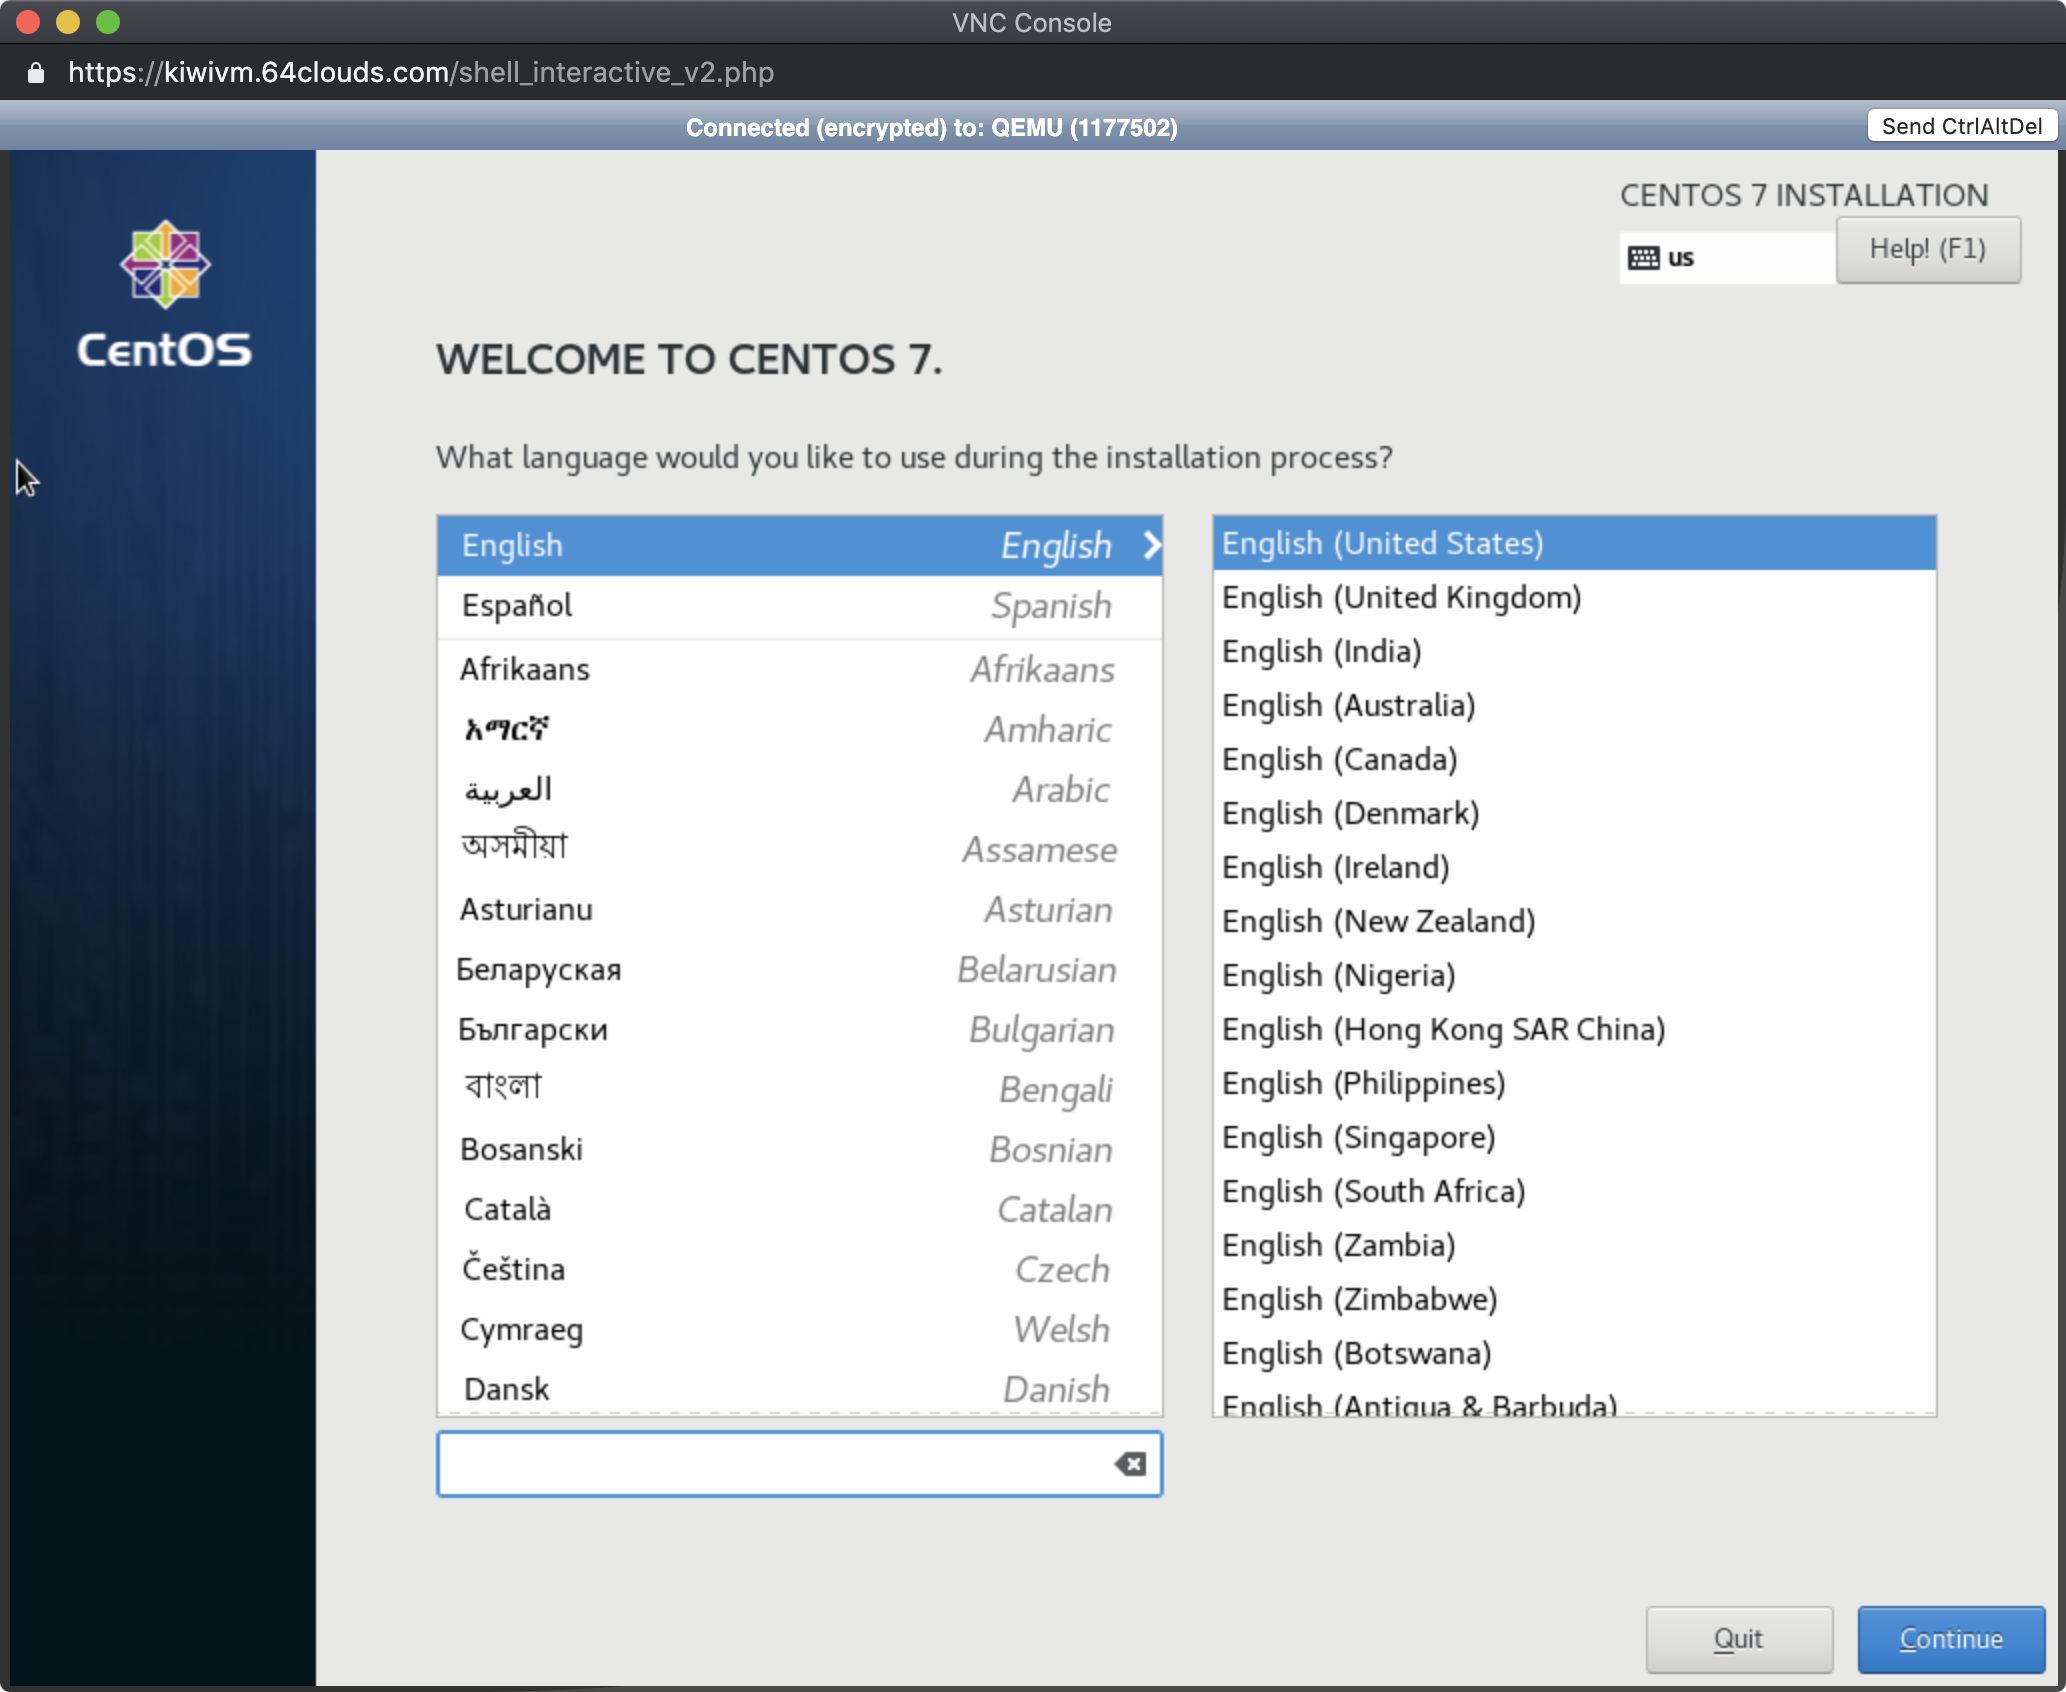 VNC Console
https://kiwivm.64clouds.com/shell_interactive_v2.php
Connected (encrypted) to: QEMU (1177502)
Send CtrlAltDel
CentOS
CENTOS 7 INSTALLATION
us
Help! (F1)
WELCOME TO CENTOS 7.
What language would you like to use during the installation process?
English English
Español Spanish
Afrikaans Afrikaans
አማርኛ Amharic
العربية Arabic
অসমীয়া Assamese
Asturianu Asturian
Беларуская Belarusian
Български Bulgarian
বাংলা Bengali
Bosanski Bosnian
Català Catalan
Čeština Czech
Cymraeg Welsh
Dansk Danish
English (United States)
English (United Kingdom)
English (India)
English (Australia)
English (Canada)
English (Denmark)
English (Ireland)
English (New Zealand)
English (Nigeria)
English (Hong Kong SAR China)
English (Philippines)
English (Singapore)
English (South Africa)
English (Zambia)
English (Zimbabwe)
English (Botswana)
English (Antigua & Barbuda)
Quit
Continue